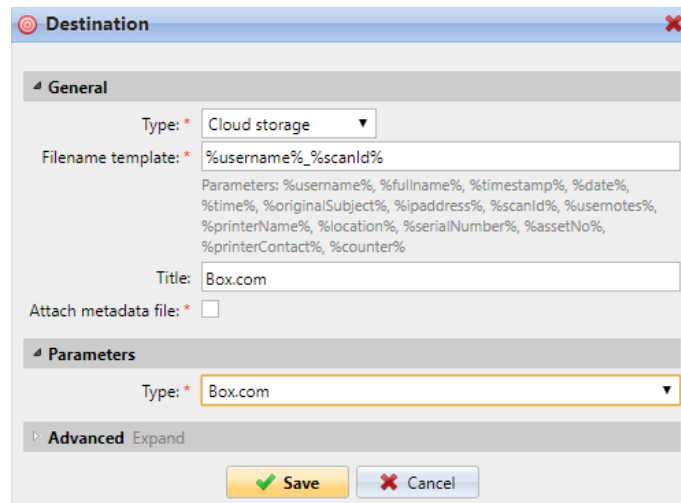 Destination
General
Type: * Cloud storage
Filename template: * %username%_%scanId%
Parameters: %username%, %fullname%, %timestamp%, %date%,
%time%, %originalSubject%, %ipaddress%, %scanId%, %usernotes%,
%printerName%, %location%, %serialNumber%, %assetNo%,
%printerContact%, %counter%
Title: Box.com
Attach metadata file: *
Parameters
Type: * Box.com
Advanced Expand
Save Cancel